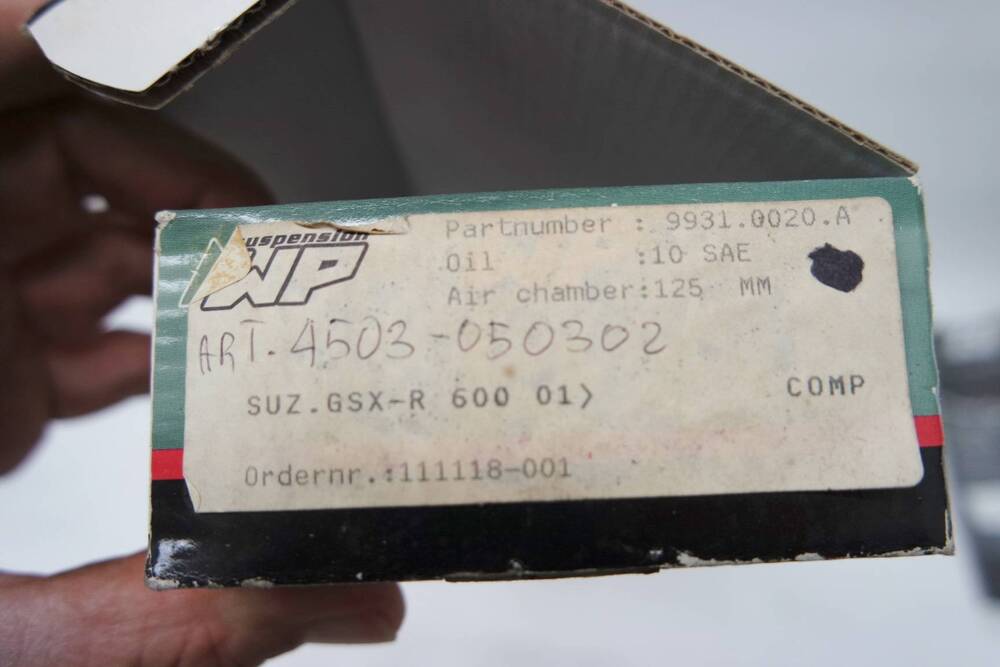 uspension
WP
Partnumber : 9931.0020.A
Oil :10 SAE
Air chamber:125 MM
ART. 4503-050302
SUZ.GSX-R 600 01> COMP
Ordernr.:111118-001